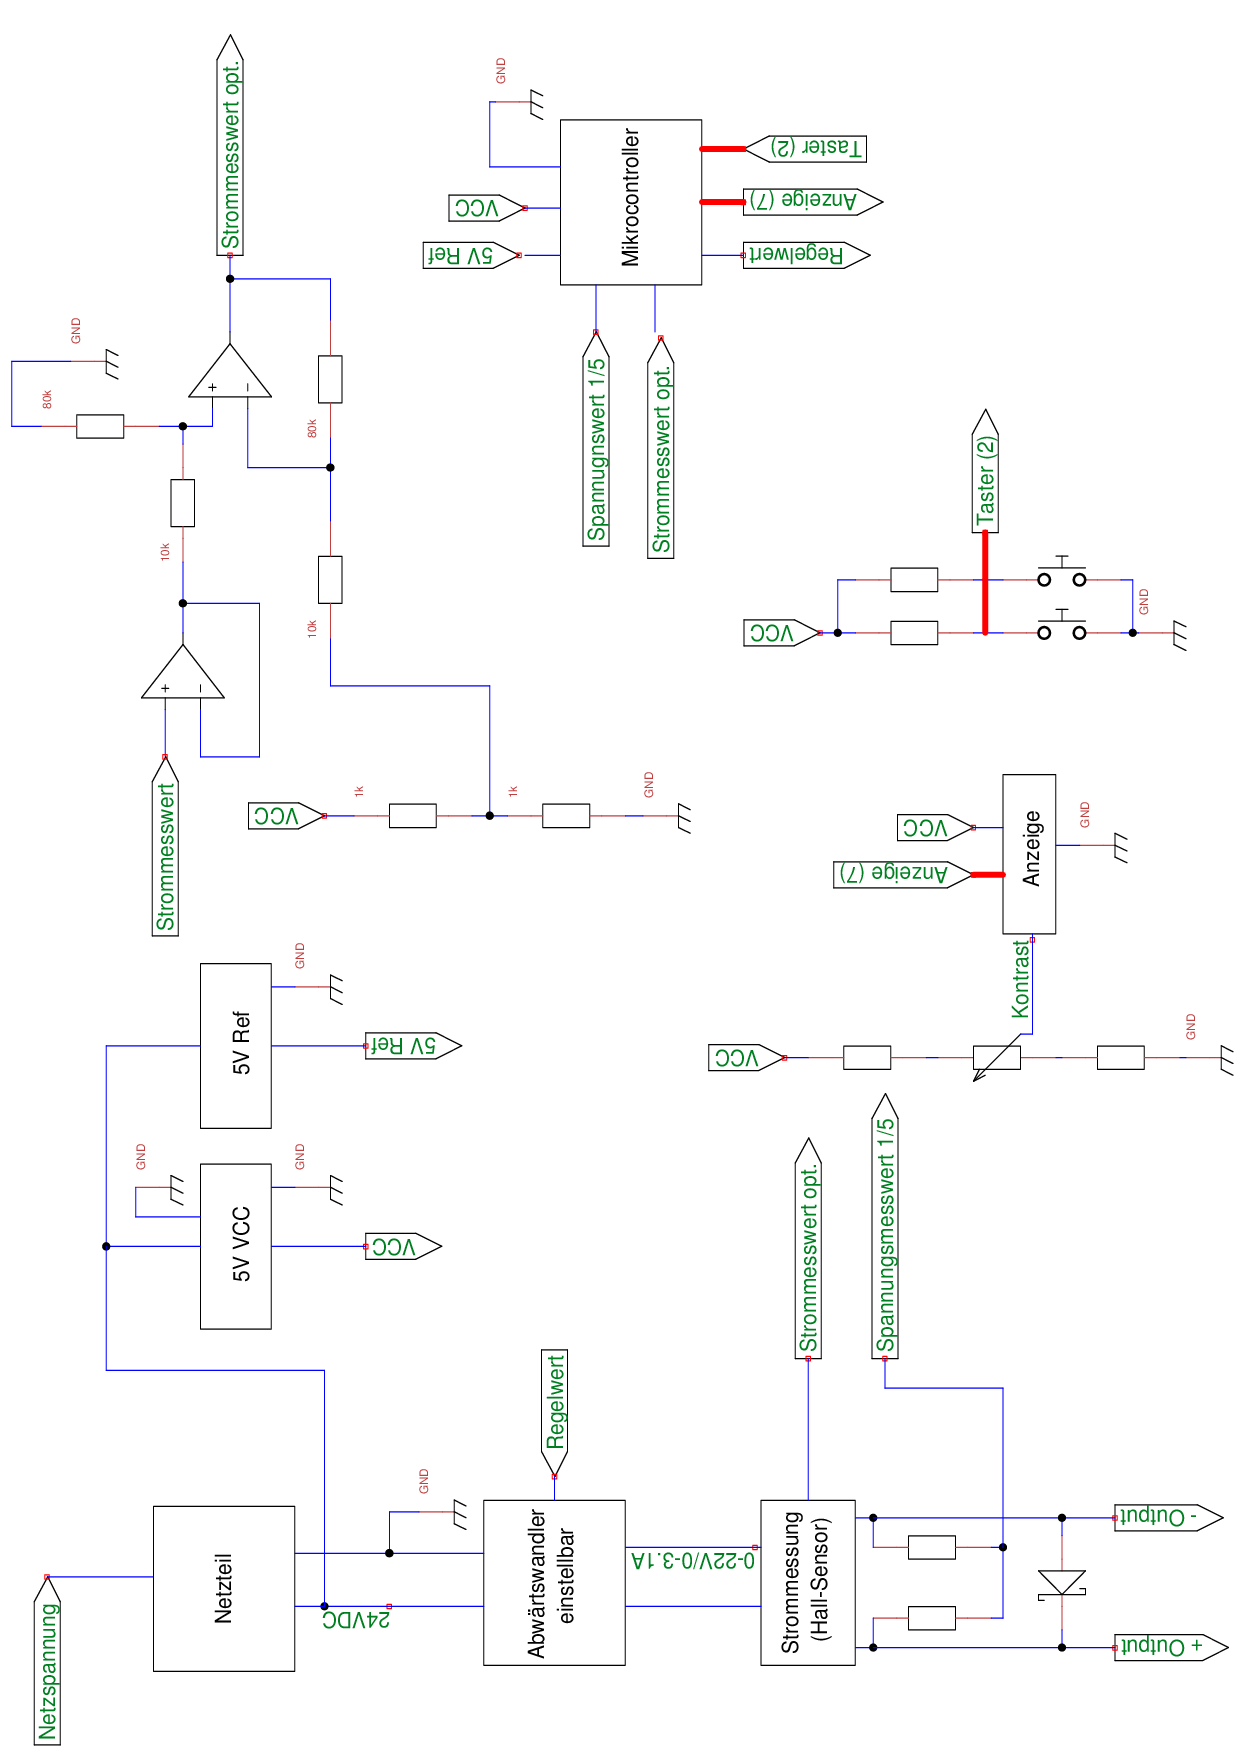 Netzspannung
Netzteil
24VDC
GND
Abwärtswandler
einstellbar
Regelwert
0-22V/0-3.1A
Strommessung
(Hall-Sensor)
Strommesswert opt.
Spannungsmesswert 1/5
+ Output
- Output
5V VCC
GND
GND
VCC
5V Ref
GND
5V Ref
VCC
GND
Kontrast
Anzeige
Anzeige (7)
VCC
GND
Strommesswert
+
-
10k
80k
GND
+
-
80k
10k
VCC
1k
1k
GND
Strommesswert opt.
VCC
Taster (2)
GND
Spannugnswert 1/5
Strommesswert opt.
Mikrocontroller
5V Ref
VCC
GND
Regelwert
Anzeige (7)
Taster (2)